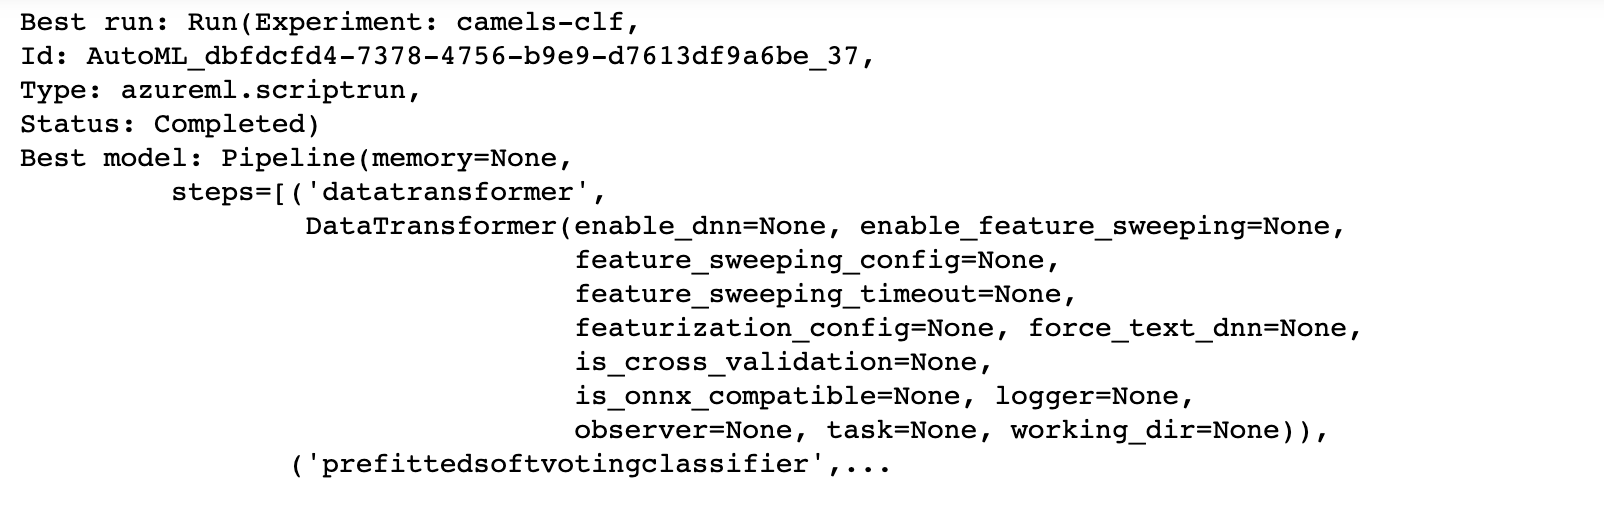 Best run: Run(Experiment: camels-clf,
Id: AutoML_dbfdcfd4-7378-4756-b9e9-d7613df9a6be_37,
Type: azureml.scriptrun,
Status: Completed)
Best model: Pipeline(memory=None,
steps=[('datatransformer',
DataTransformer(enable_dnn=None, enable_feature_sweeping=None,
feature_sweeping_config=None,
feature_sweeping_timeout=None,
featurization_config=None, force_text_dnn=None,
is_cross_validation=None,
is_onnx_compatible=None, logger=None,
observer=None, task=None, working_dir=None)),
('prefittedsoftvotingclassifier',...